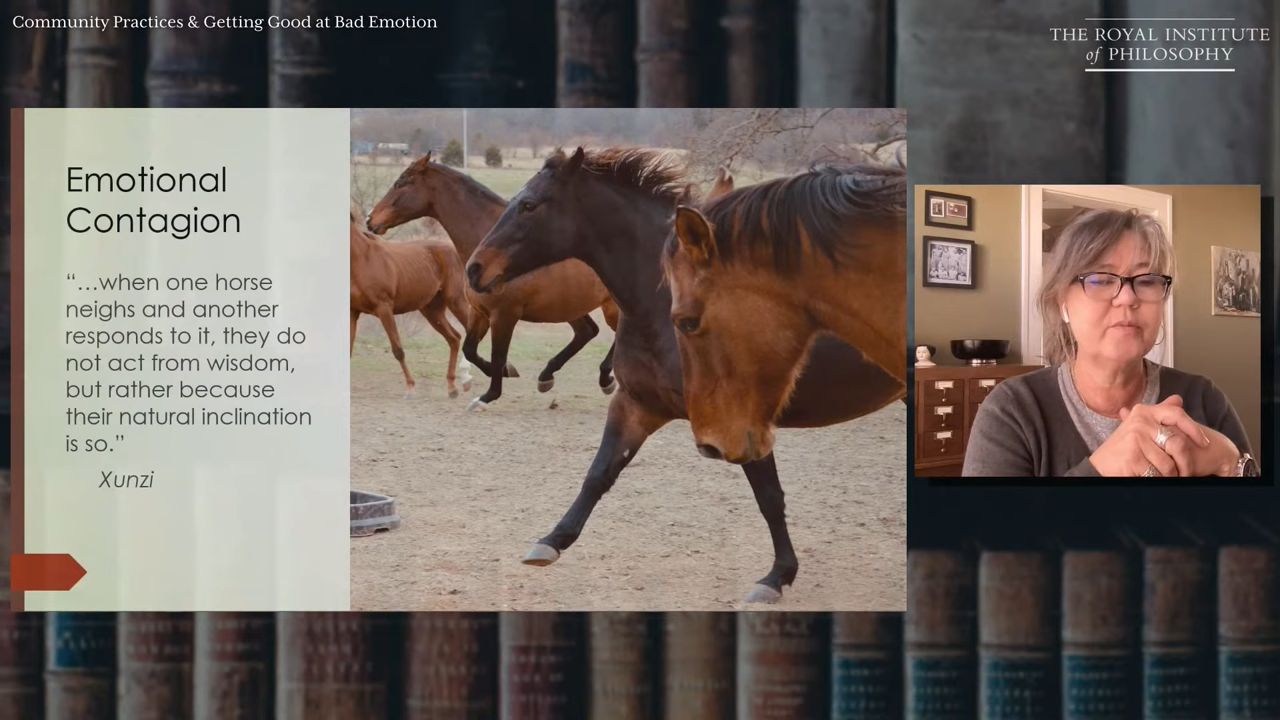 Community Practices & Getting Good at Bad Emotion
THE ROYAL INSTITUTE
of PHILOSOPHY
Emotional
Contagion
“…when one horse
neighs and another
responds to it, they do
not act from wisdom,
but rather because
their natural inclination
is so.”
Xunzi